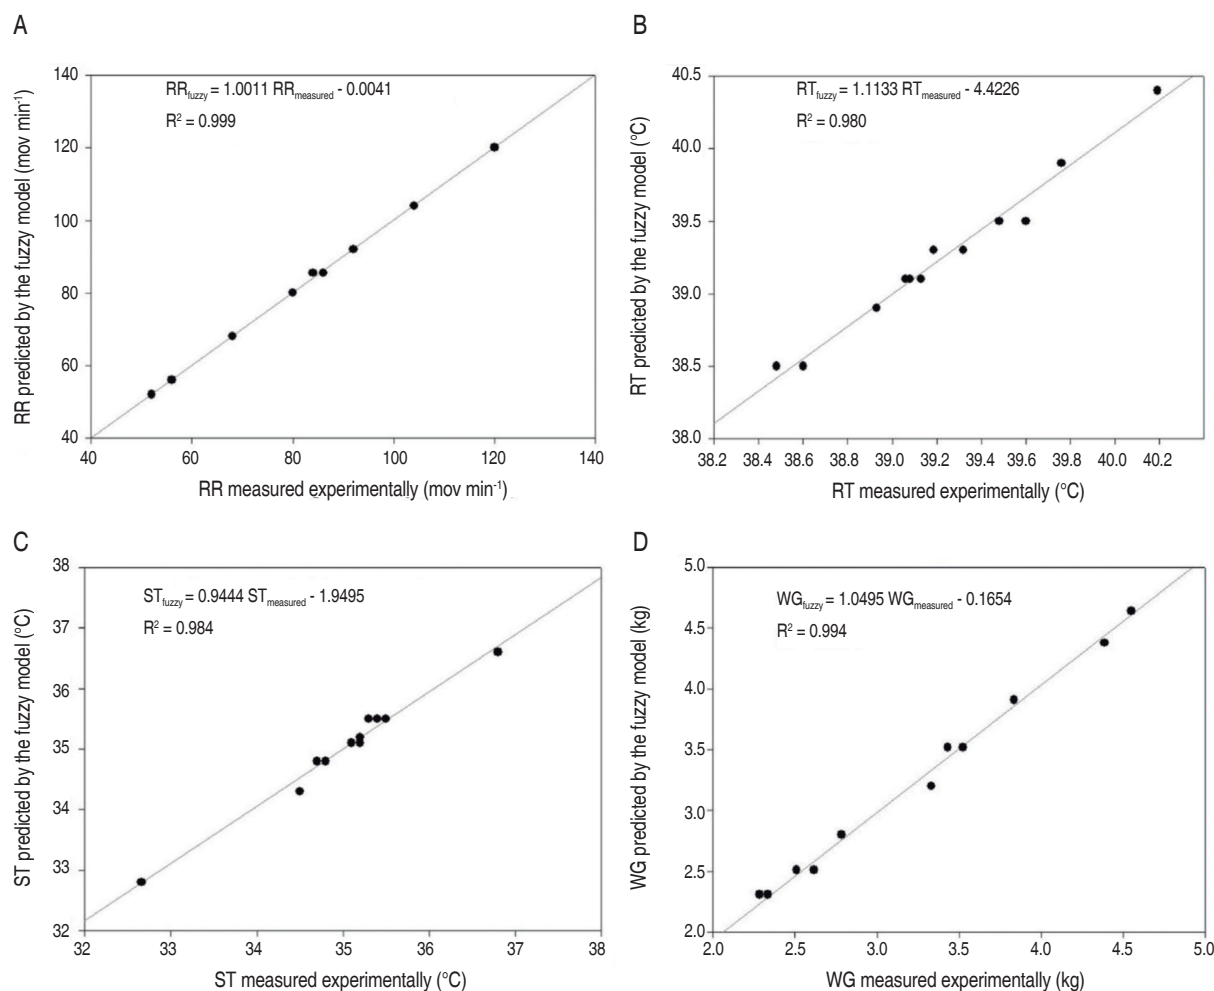 A
140
120
100
80
60
40
40 60 80 100 120 140
RR predicted by the fuzzy model (mov min⁻¹)
RR measured experimentally (mov min⁻¹)
RR_fuzzy = 1.0011 RR_measured - 0.0041
R² = 0.999
B
40.5
40.0
39.5
39.0
38.5
38.0
38.2 38.4 38.6 38.8 39.0 39.2 39.4 39.6 39.8 40.0 40.2
RT predicted by the fuzzy model (°C)
RT measured experimentally (°C)
RT_fuzzy = 1.1133 RT_measured - 4.4226
R² = 0.980
C
38
37
36
35
34
33
32
32 33 34 35 36 37 38
ST predicted by the fuzzy model (°C)
ST measured experimentally (°C)
ST_fuzzy = 0.9444 ST_measured - 1.9495
R² = 0.984
D
5.0
4.5
4.0
3.5
3.0
2.5
2.0
2.0 2.5 3.0 3.5 4.0 4.5 5.0
WG predicted by the fuzzy model (kg)
WG measured experimentally (kg)
WG_fuzzy = 1.0495 WG_measured - 0.1654
R² = 0.994